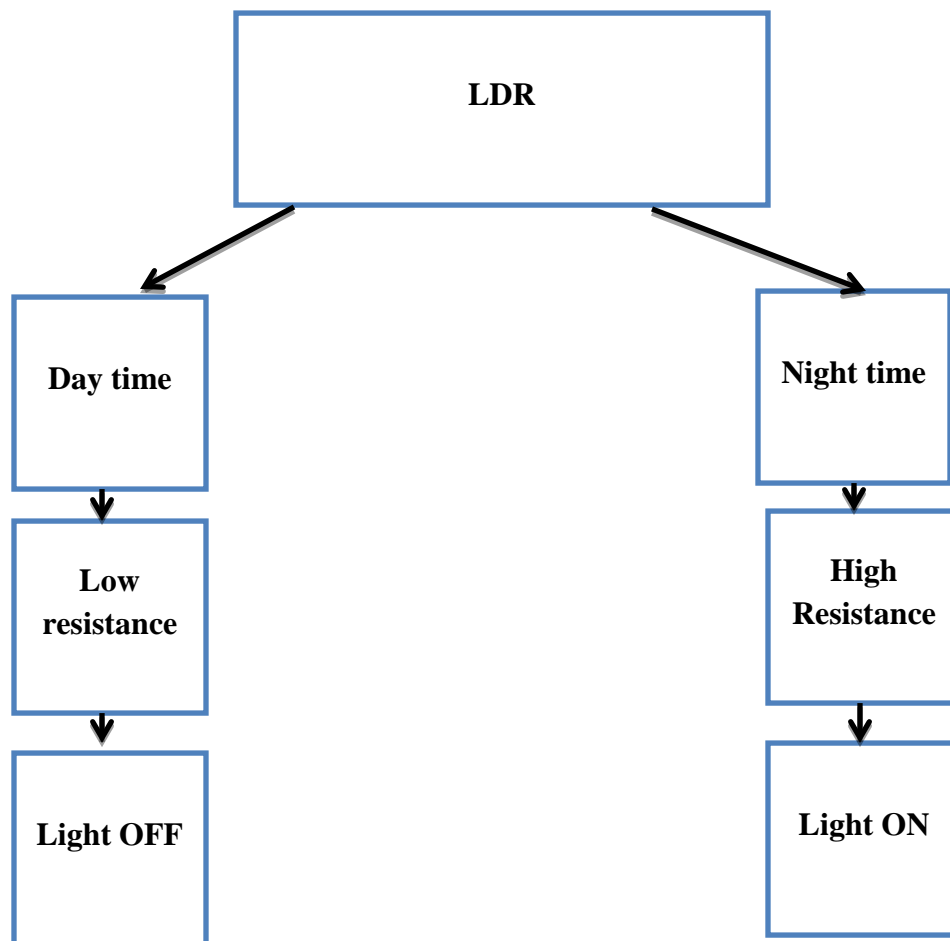 LDR
Day time
Night time
Low
resistance
High
Resistance
Light OFF
Light ON